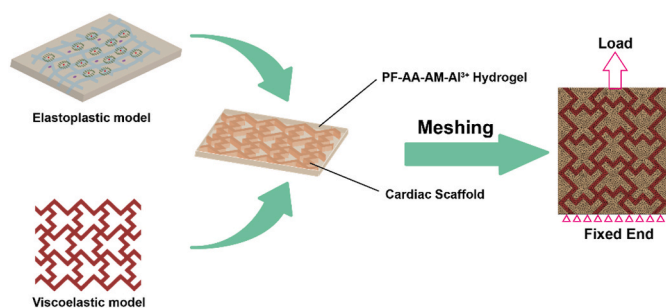 Elastoplastic model
Viscoelastic model
PF-AA-AM-Al³⁺ Hydrogel
Cardiac Scaffold
Meshing
Load
Fixed End